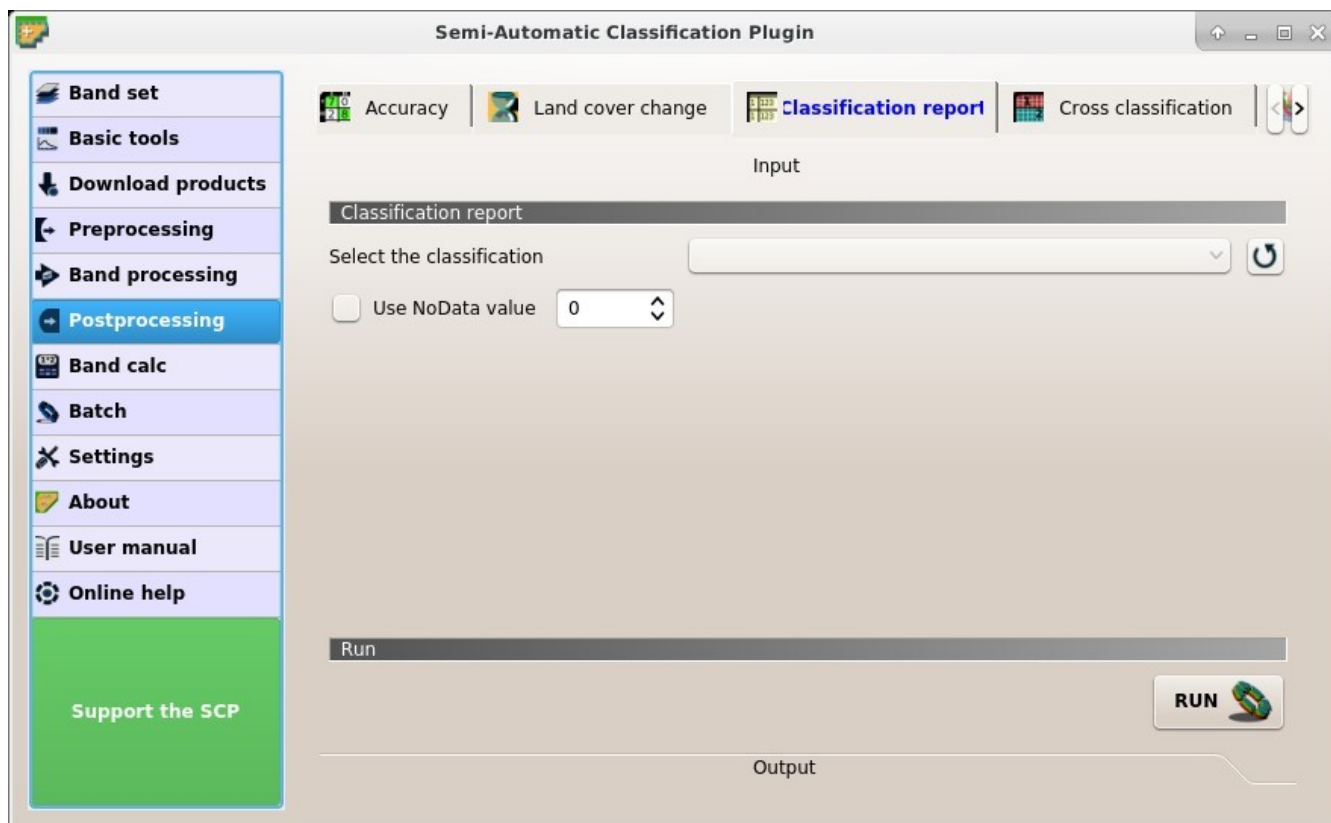 Semi-Automatic Classification Plugin
Band set
Basic tools
Download products
Preprocessing
Band processing
Postprocessing
Band calc
Batch
Settings
About
User manual
Online help
Support the SCP
Accuracy
Land cover change
Classification report
Cross classification
Input
Classification report
Select the classification
Use NoData value 0
Run
RUN
Output